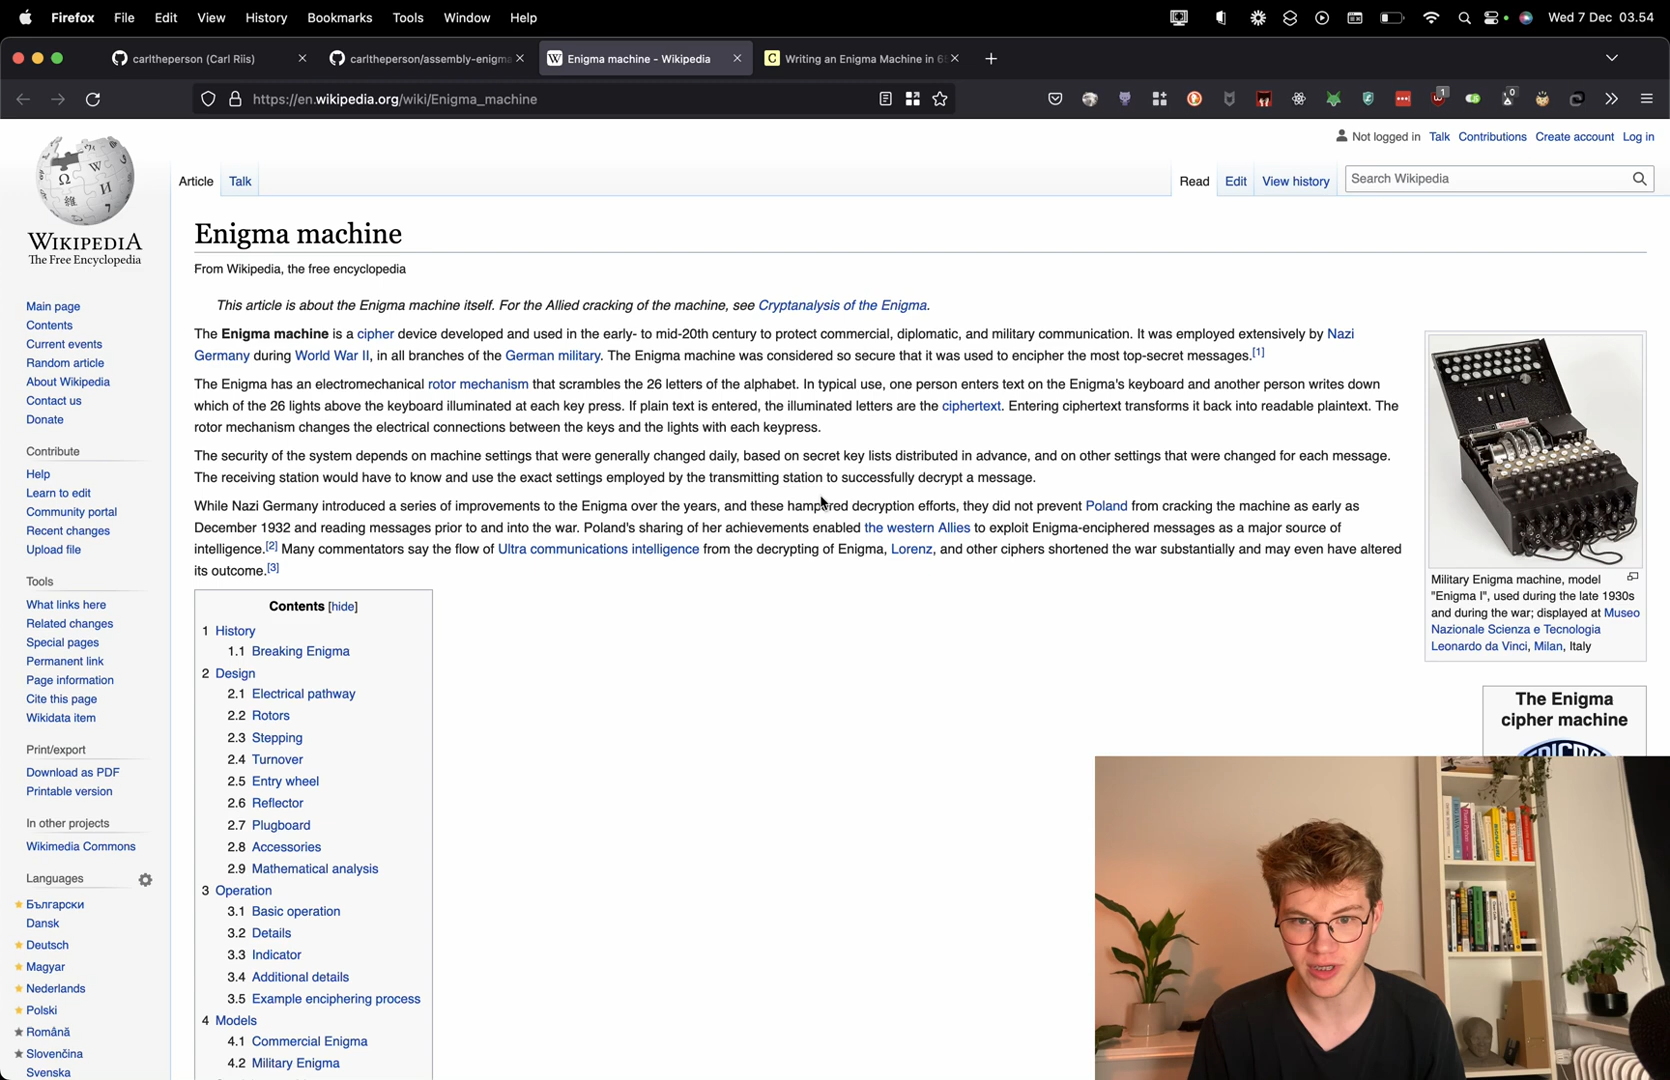 Firefox File Edit View History Bookmarks Tools Window Help Wed 7 Dec 03.54
carltheperson (Carl Riis) carltheperson/assembly-enigma Enigma machine - Wikipedia Writing an Enigma Machine in 6
https://en.wikipedia.org/wiki/Enigma_machine
1
0
Not logged in Talk Contributions Create account Log in
Article Talk Read Edit View history Search Wikipedia
WIKIPEDIA
The Free Encyclopedia
Main page
Contents
Current events
Random article
About Wikipedia
Contact us
Donate
Contribute
Help
Learn to edit
Community portal
Recent changes
Upload file
Tools
What links here
Related changes
Special pages
Permanent link
Page information
Cite this page
Wikidata item
Print/export
Download as PDF
Printable version
In other projects
Wikimedia Commons
Languages
Български
Dansk
Deutsch
Magyar
Nederlands
Polski
Română
Slovenčina
Svenska
Enigma machine
From Wikipedia, the free encyclopedia
This article is about the Enigma machine itself. For the Allied cracking of the machine, see Cryptanalysis of the Enigma.
The Enigma machine is a cipher device developed and used in the early- to mid-20th century to protect commercial, diplomatic, and military communication. It was employed extensively by Nazi
Germany during World War II, in all branches of the German military. The Enigma machine was considered so secure that it was used to encipher the most top-secret messages.[1]
The Enigma has an electromechanical rotor mechanism that scrambles the 26 letters of the alphabet. In typical use, one person enters text on the Enigma's keyboard and another person writes down
which of the 26 lights above the keyboard illuminated at each key press. If plain text is entered, the illuminated letters are the ciphertext. Entering ciphertext transforms it back into readable plaintext. The
rotor mechanism changes the electrical connections between the keys and the lights with each keypress.
The security of the system depends on machine settings that were generally changed daily, based on secret key lists distributed in advance, and on other settings that were changed for each message.
The receiving station would have to know and use the exact settings employed by the transmitting station to successfully decrypt a message.
While Nazi Germany introduced a series of improvements to the Enigma over the years, and these hampered decryption efforts, they did not prevent Poland from cracking the machine as early as
December 1932 and reading messages prior to and into the war. Poland's sharing of her achievements enabled the western Allies to exploit Enigma-enciphered messages as a major source of
intelligence.[2] Many commentators say the flow of Ultra communications intelligence from the decrypting of Enigma, Lorenz, and other ciphers shortened the war substantially and may even have altered
its outcome.[3]
Contents [hide]
1 History
1.1 Breaking Enigma
2 Design
2.1 Electrical pathway
2.2 Rotors
2.3 Stepping
2.4 Turnover
2.5 Entry wheel
2.6 Reflector
2.7 Plugboard
2.8 Accessories
2.9 Mathematical analysis
3 Operation
3.1 Basic operation
3.2 Details
3.3 Indicator
3.4 Additional details
3.5 Example enciphering process
4 Models
4.1 Commercial Enigma
4.2 Military Enigma
Military Enigma machine, model
"Enigma I", used during the late 1930s
and during the war; displayed at Museo
Nazionale Scienza e Tecnologia
Leonardo da Vinci, Milan, Italy
The Enigma
cipher machine
ENIGMA